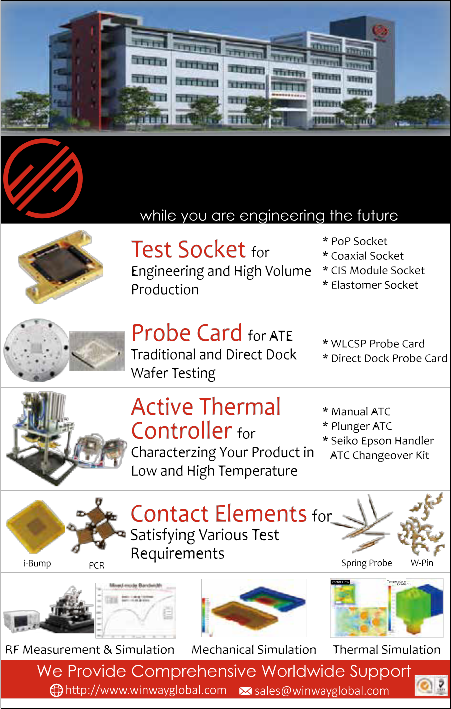 while you are engineering the future
Test Socket for
Engineering and High Volume
Production
* PoP Socket
* Coaxial Socket
* CIS Module Socket
* Elastomer Socket
Probe Card for ATE
Traditional and Direct Dock
Wafer Testing
* WLCSP Probe Card
* Direct Dock Probe Card
Active Thermal
Controller for
Characterzing Your Product in
Low and High Temperature
* Manual ATC
* Plunger ATC
* Seiko Epson Handler
ATC Changeover Kit
Contact Elements for
Satisfying Various Test
Requirements
i-Bump
PCR
Spring Probe
W-Pin
Mixed-mode Bandwidth
RF Measurement & Simulation
Mechanical Simulation
Thermal Simulation
We Provide Comprehensive Worldwide Support
http://www.winwayglobal.com
sales@winwayglobal.com